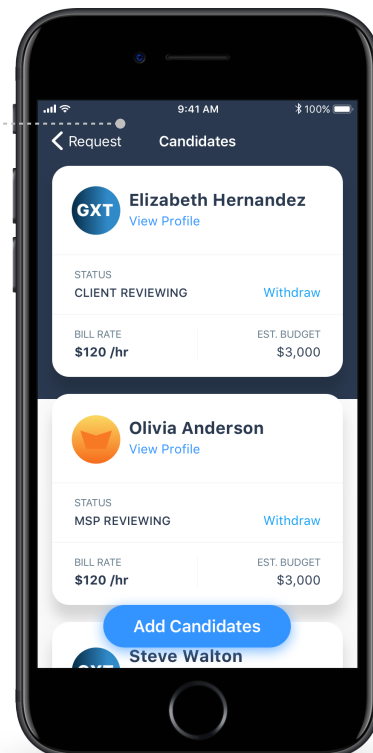 9:41 AM 100%
Request Candidates
GXT Elizabeth Hernandez
View Profile
STATUS
CLIENT REVIEWING Withdraw
BILL RATE EST. BUDGET
$120 /hr $3,000
Olivia Anderson
View Profile
STATUS
MSP REVIEWING Withdraw
BILL RATE EST. BUDGET
$120 /hr $3,000
Add Candidates
GXT Steve Walton